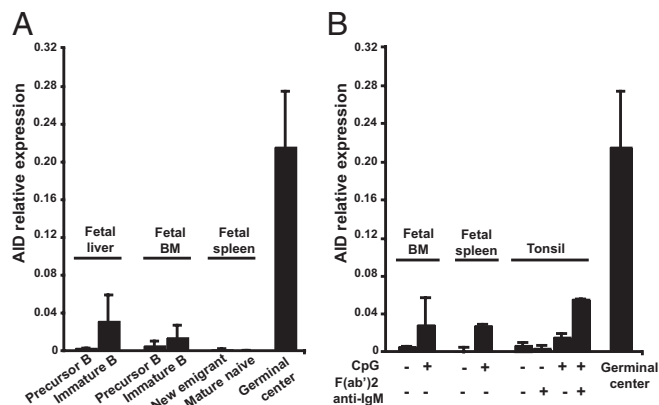 A
AID relative expression
0.32
0.28
0.24
0.20
0.16
0.12
0.08
0.04
0
Fetal liver
Fetal BM
Fetal spleen
Precursor B
Immature B
Precursor B
Immature B
New emigrant
Mature naive
Germinal center
B
AID relative expression
0.32
0.28
0.24
0.20
0.16
0.12
0.08
0.04
0
Fetal BM
Fetal spleen
Tonsil
CpG - + - + - - + +
F(ab')2 anti-IgM - - - - - + - +
Germinal center